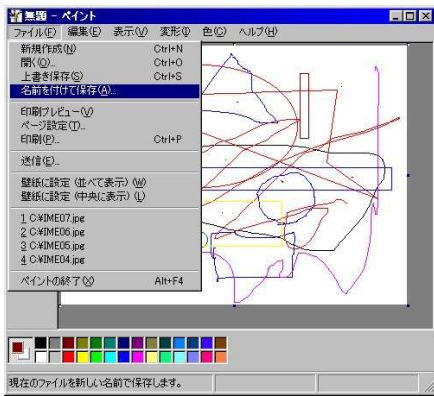 無題 - ペイント
ファイル(F) 編集(E) 表示(V) 変形(I) 色(C) ヘルプ(H)
新規作成(N) Ctrl+N
開く(O)... Ctrl+O
上書き保存(S) Ctrl+S
名前を付けて保存(A)...
印刷プレビュー(V)
ページ設定(T)...
印刷(P)... Ctrl+P
送信(E)...
壁紙に設定 (並べて表示) (W)
壁紙に設定 (中央に表示) (L)
1 C:¥IME07.jpe
2 C:¥IME06.jpe
3 C:¥IME05.jpe
4 C:¥IME04.jpe
ペイントの終了(X) Alt+F4
現在のファイルを新しい名前で保存します。